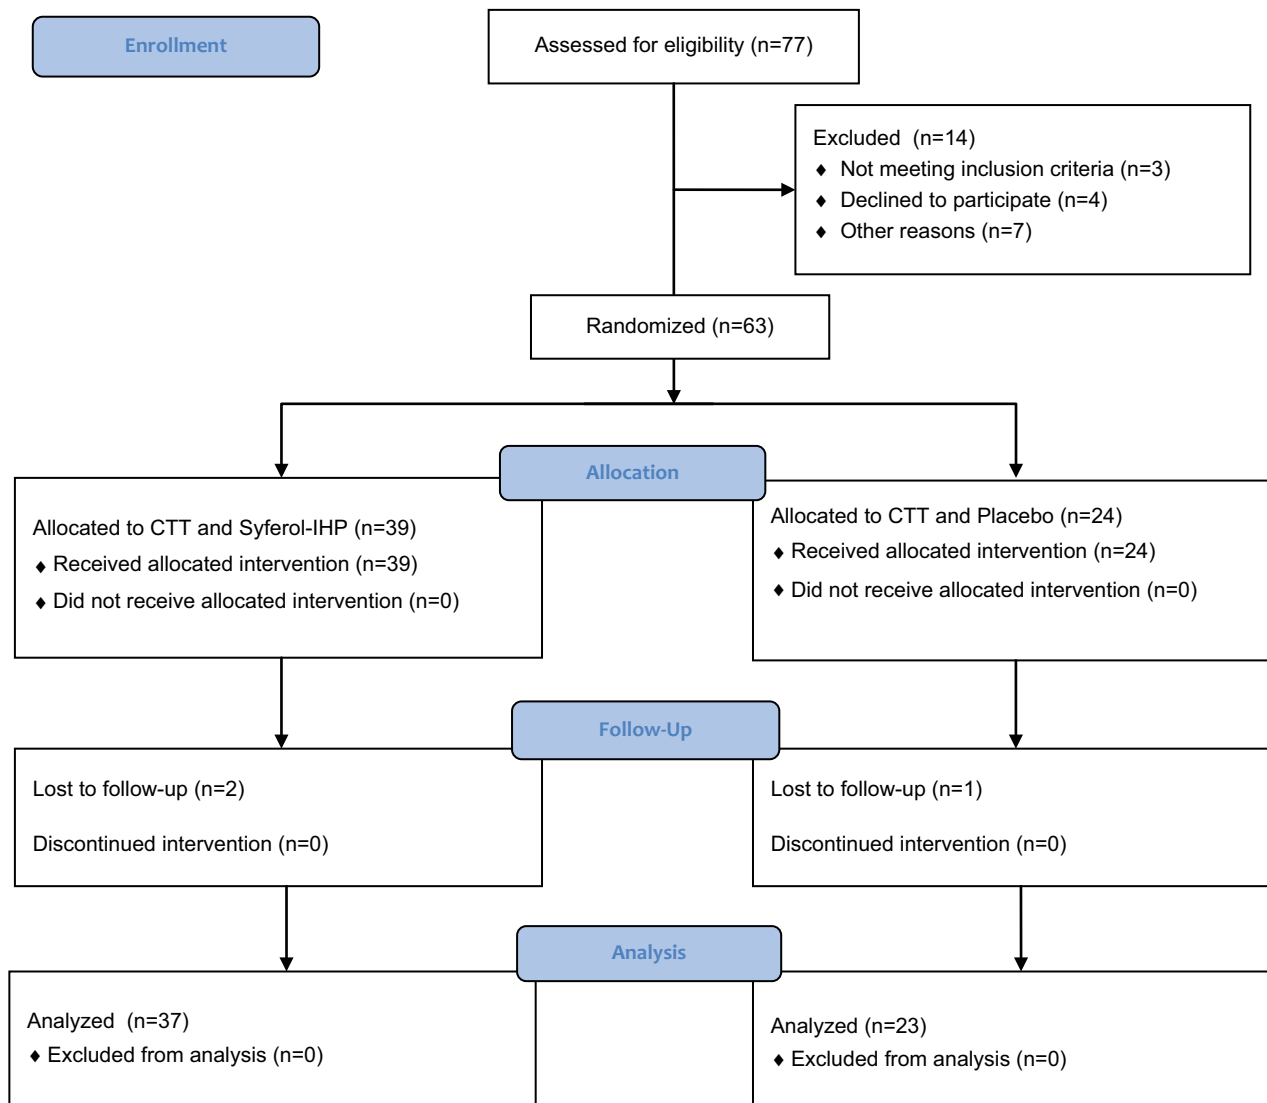 Enrollment
Assessed for eligibility (n=77)
Excluded (n=14)
♦ Not meeting inclusion criteria (n=3)
♦ Declined to participate (n=4)
♦ Other reasons (n=7)
Randomized (n=63)
Allocation
Allocated to CTT and Syferol-IHP (n=39)
♦ Received allocated intervention (n=39)
♦ Did not receive allocated intervention (n=0)
Allocated to CTT and Placebo (n=24)
♦ Received allocated intervention (n=24)
♦ Did not receive allocated intervention (n=0)
Follow-Up
Lost to follow-up (n=2)
Discontinued intervention (n=0)
Lost to follow-up (n=1)
Discontinued intervention (n=0)
Analysis
Analyzed (n=37)
♦ Excluded from analysis (n=0)
Analyzed (n=23)
♦ Excluded from analysis (n=0)